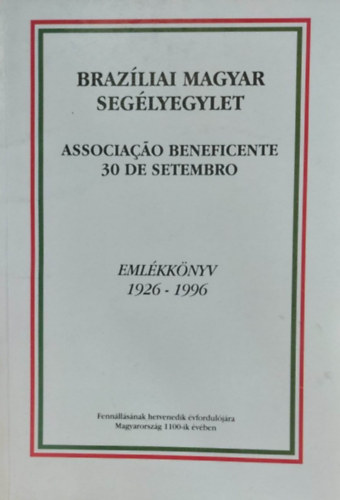 BRAZÍLIAI MAGYAR
SEGÉLYEGYLET
ASSOCIAÇÃO BENEFICENTE
30 DE SETEMBRO
EMLÉKKÖNYV
1926 - 1996
Fennállásának hetvenedik évfordulójára
Magyarország 1100-ik évében